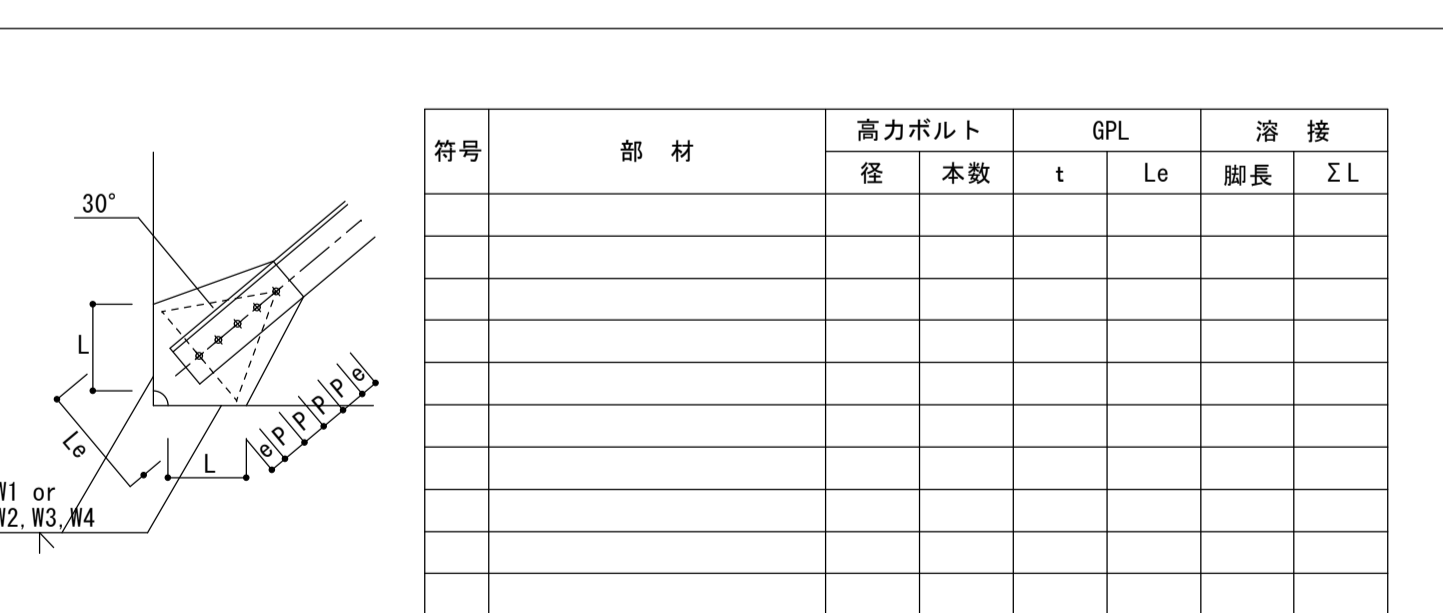 30°
L
Le
L
e P P P P e
W1 or
W2, W3, W4
符号 部 材 高力ボルト GPL 溶 接
径 本数 t Le 脚長 ΣL